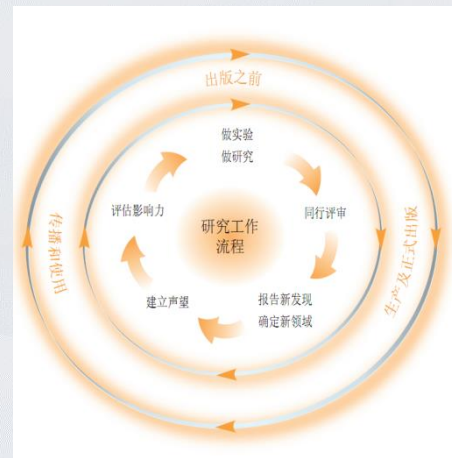 出版之前
做实验
做研究
评估影响力
同行评审
研究工作
流程
传播和使用
生产及正式出版
建立声望
报告新发现
确定新领域